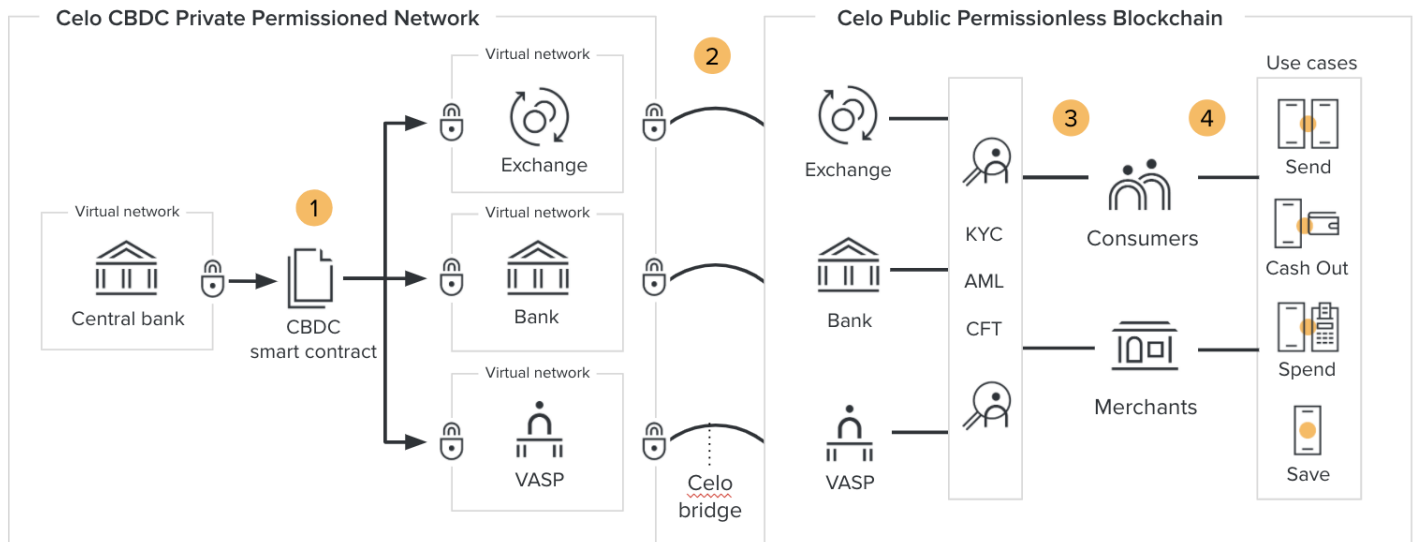 Celo CBDC Private Permissioned Network
Virtual network
Exchange
Virtual network
Central bank
1
CBDC
smart contract
Virtual network
Bank
Virtual network
VASP
2
Celo
bridge
Celo Public Permissionless Blockchain
Exchange
Bank
VASP
KYC
AML
CFT
3
Consumers
Merchants
4
Use cases
Send
Cash Out
Spend
Save